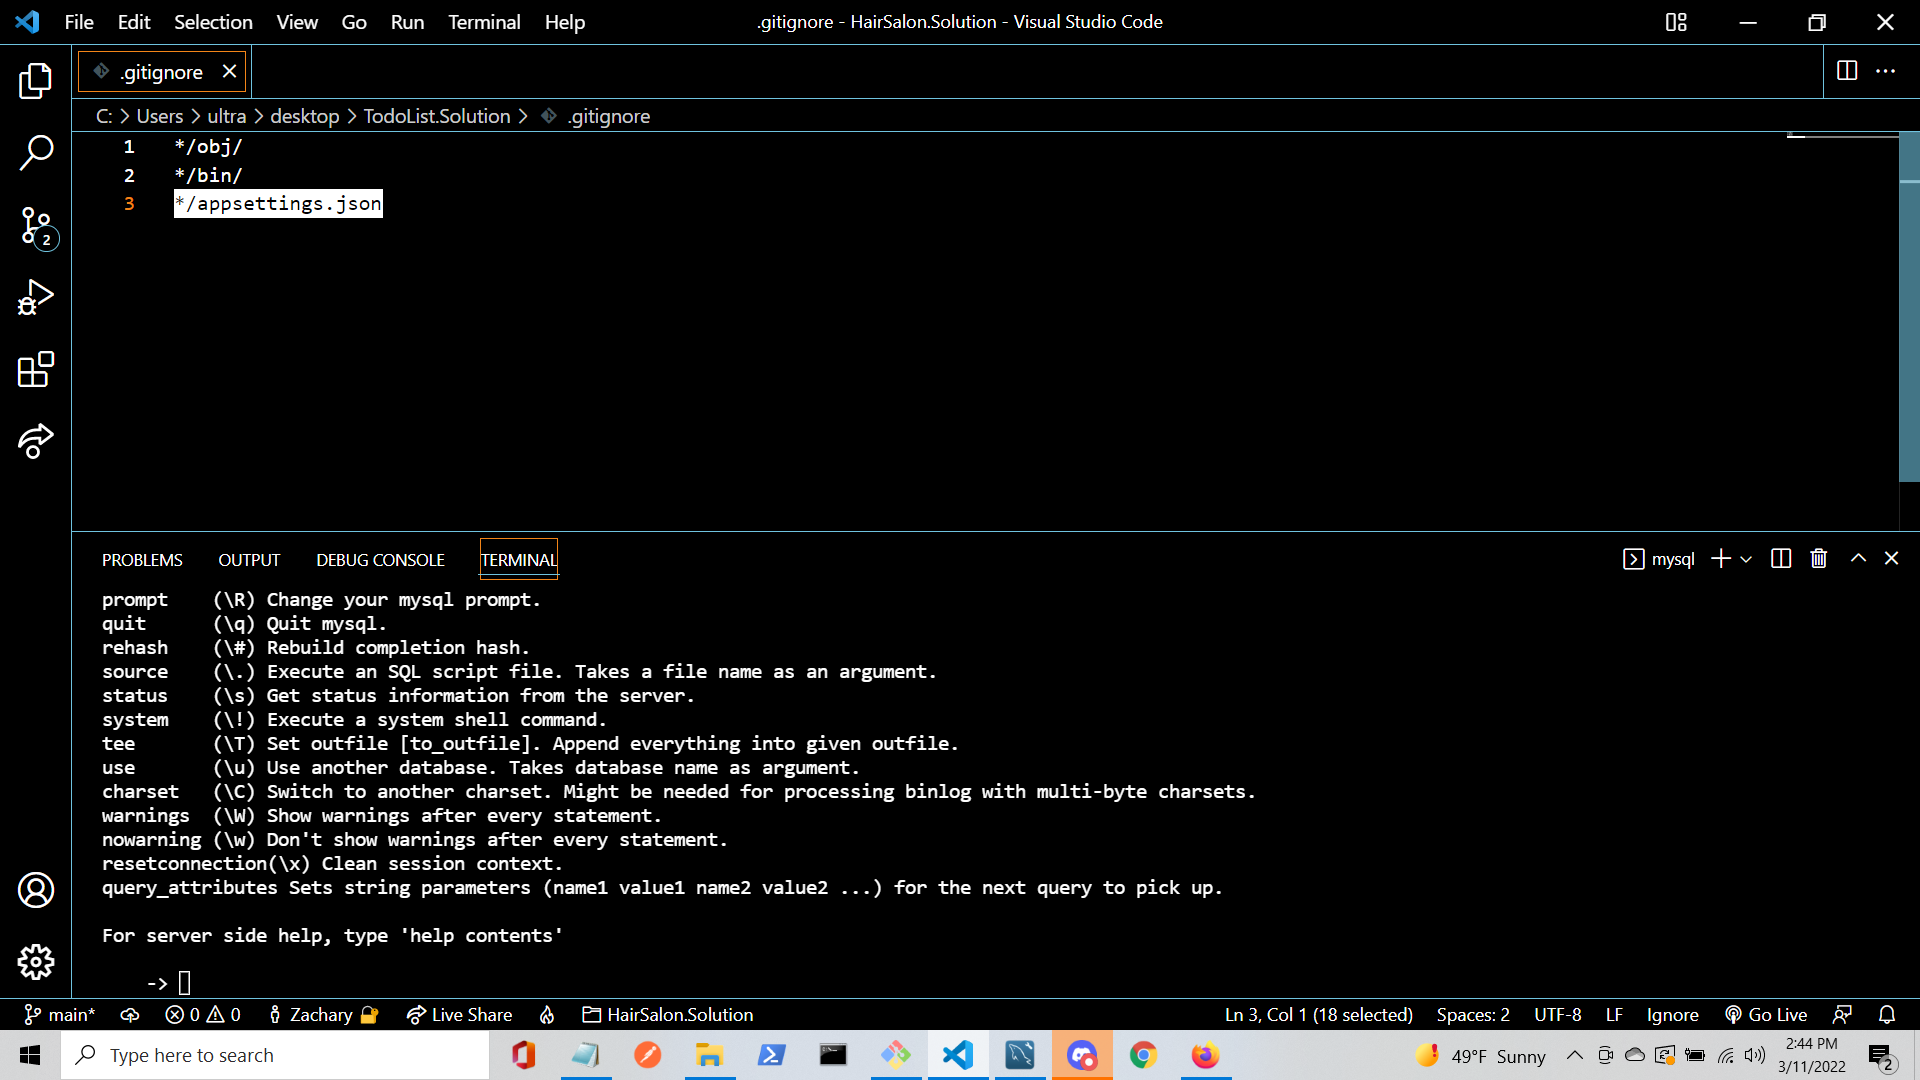 File Edit Selection View Go Run Terminal Help
.gitignore - HairSalon.Solution - Visual Studio Code
.gitignore
C: > Users > ultra > desktop > TodoList.Solution > .gitignore
1 */obj/
2 */bin/
3 */appsettings.json
2
PROBLEMS OUTPUT DEBUG CONSOLE TERMINAL
mysql
prompt (\R) Change your mysql prompt.
quit (\q) Quit mysql.
rehash (\#) Rebuild completion hash.
source (\.) Execute an SQL script file. Takes a file name as an argument.
status (\s) Get status information from the server.
system (\!) Execute a system shell command.
tee (\T) Set outfile [to_outfile]. Append everything into given outfile.
use (\u) Use another database. Takes database name as argument.
charset (\C) Switch to another charset. Might be needed for processing binlog with multi-byte charsets.
warnings (\W) Show warnings after every statement.
nowarning (\w) Don't show warnings after every statement.
resetconnection(\x) Clean session context.
query_attributes Sets string parameters (name1 value1 name2 value2 ...) for the next query to pick up.
For server side help, type 'help contents'
->
main* 0 0 Zachary Live Share HairSalon.Solution
Ln 3, Col 1 (18 selected) Spaces: 2 UTF-8 LF Ignore Go Live
Type here to search
49°F Sunny
2:44 PM
3/11/2022
2